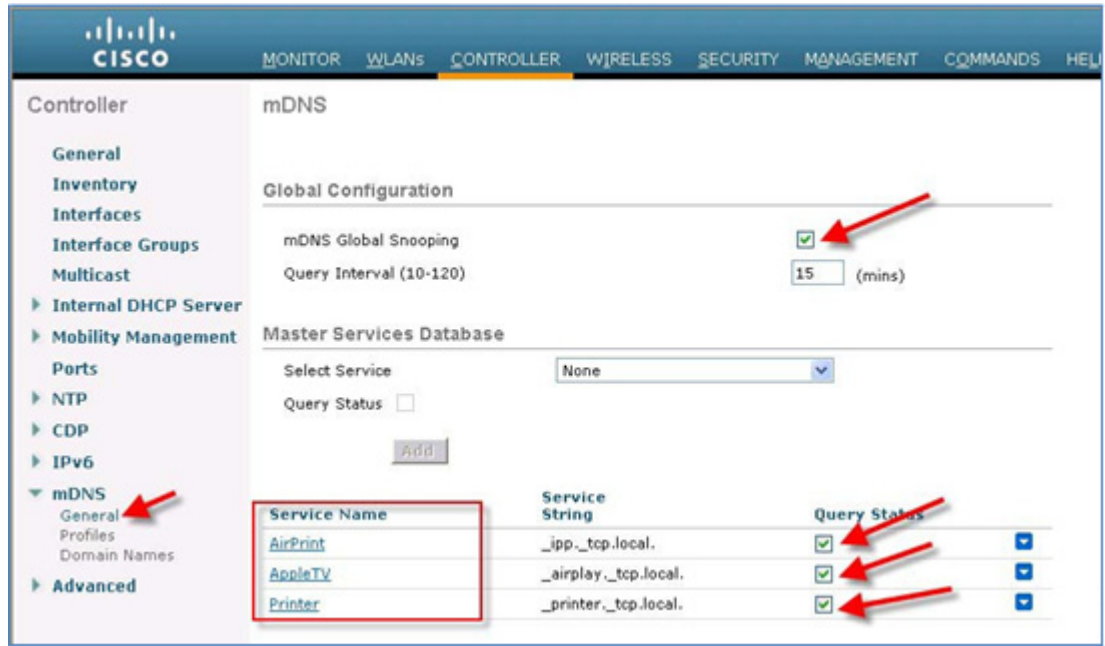 CISCO
MONITOR WLANs CONTROLLER WIRELESS SECURITY MANAGEMENT COMMANDS
Controller
General
Inventory
Interfaces
Interface Groups
Multicast
Internal DHCP Server
Mobility Management
Ports
NTP
CDP
IPv6
mDNS
General
Profiles
Domain Names
Advanced
mDNS
Global Configuration
mDNS Global Snooping
Query Interval (10-120) 15 (mins)
Master Services Database
Select Service None
Query Status
Add
Service Name Service String Query Status
AirPrint _ipp._tcp.local.
AppleTV _airplay._tcp.local.
Printer _printer._tcp.local.